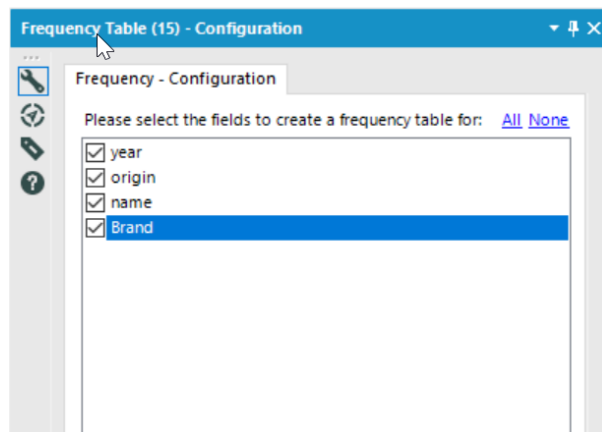 Frequency Table (15) - Configuration
Frequency - Configuration
Please select the fields to create a frequency table for: All None
year
origin
name
Brand